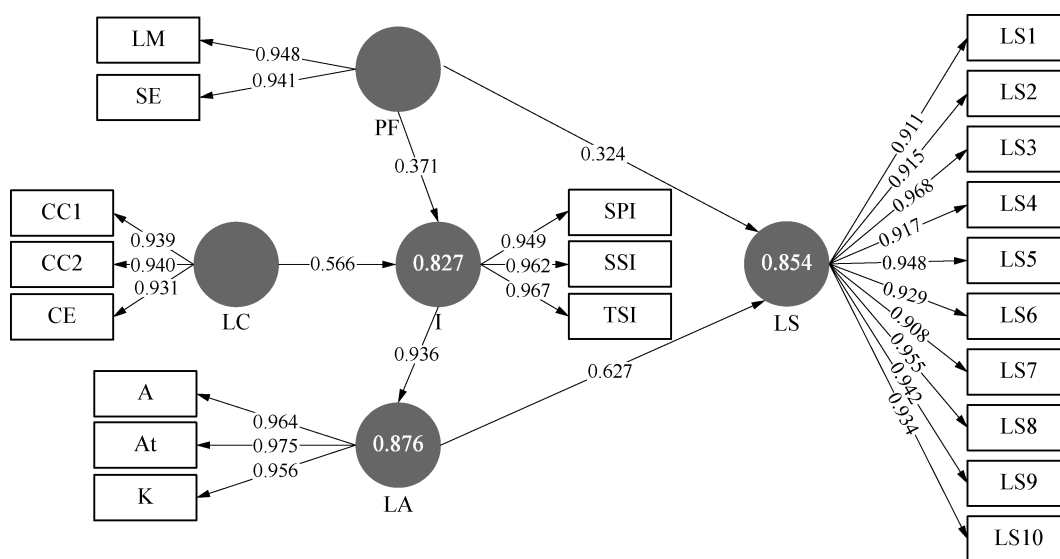 LM
SE
0.948
0.941
PF
0.371
0.324
CC1
CC2
CE
0.939
0.940
0.931
LC
0.566
0.827
I
0.949
0.962
0.967
SPI
SSI
TSI
0.936
A
At
K
0.964
0.975
0.956
0.876
LA
0.627
0.854
LS
0.911
0.915
0.968
0.917
0.948
0.929
0.908
0.955
0.942
0.934
LS1
LS2
LS3
LS4
LS5
LS6
LS7
LS8
LS9
LS10